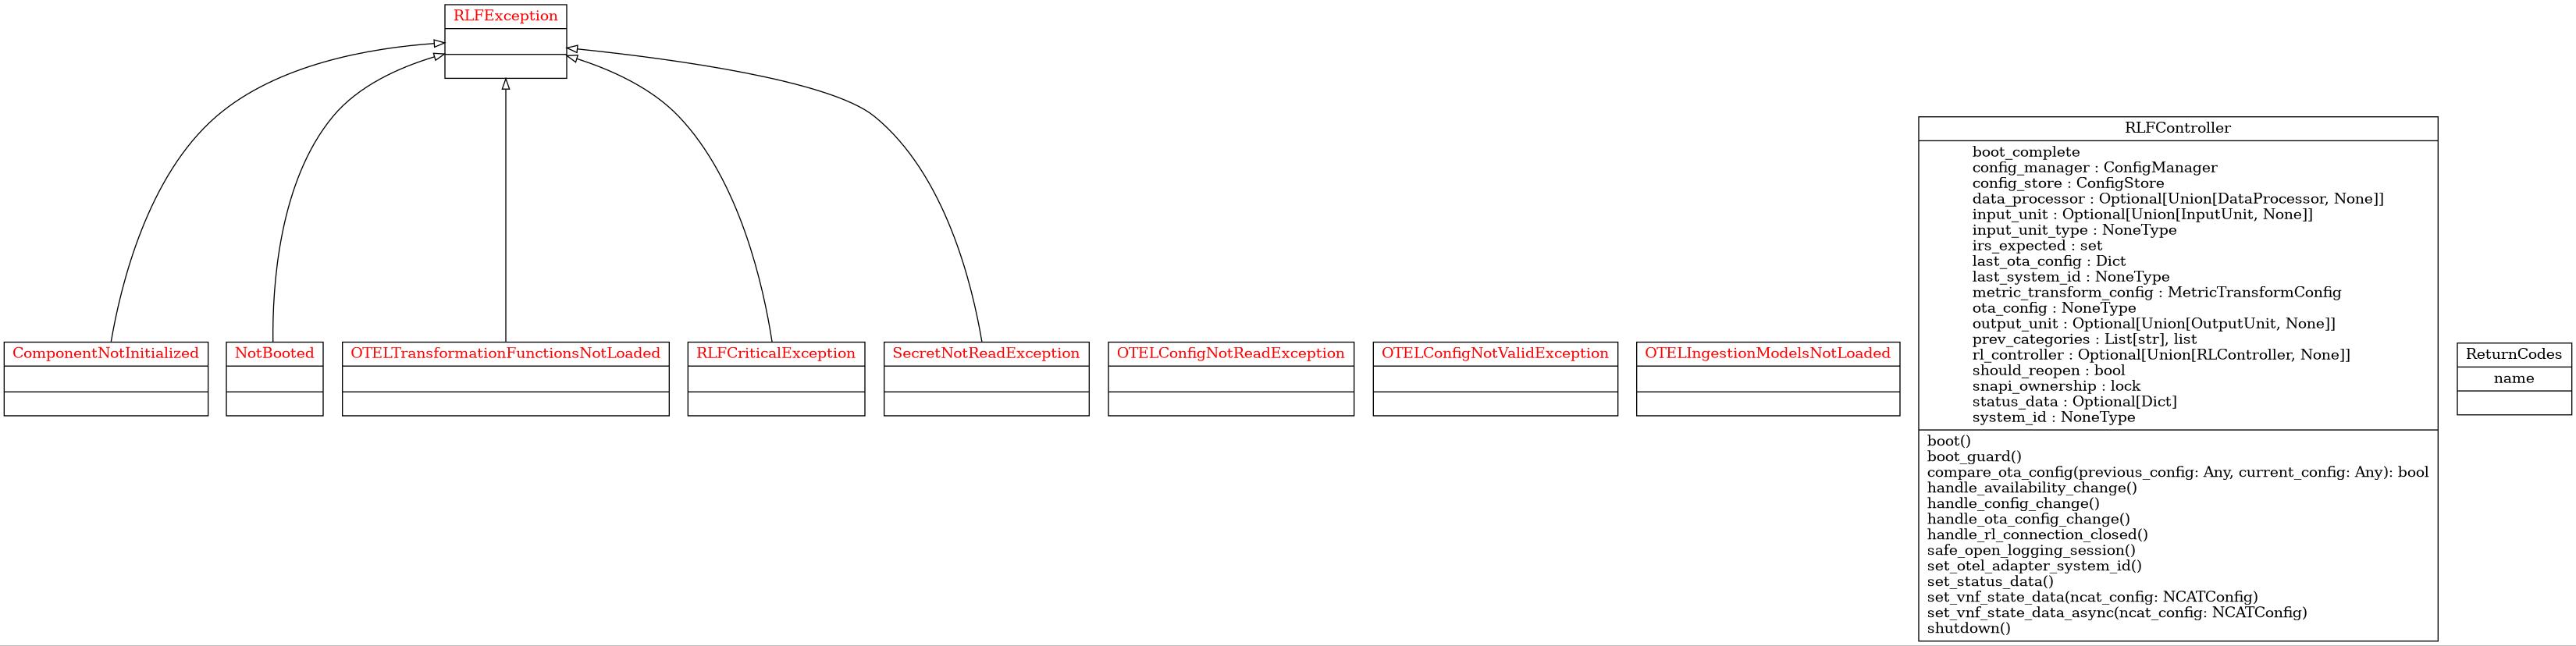 RLFException
ComponentNotInitialized
NotBooted
OTELTransformationFunctionsNotLoaded
RLFCriticalException
SecretNotReadException
OTELConfigNotReadException
OTELConfigNotValidException
OTELIngestionModelsNotLoaded
RLFController
boot_complete
config_manager : ConfigManager
config_store : ConfigStore
data_processor : Optional[Union[DataProcessor, None]]
input_unit : Optional[Union[InputUnit, None]]
input_unit_type : NoneType
irs_expected : set
last_ota_config : Dict
last_system_id : NoneType
metric_transform_config : MetricTransformConfig
ota_config : NoneType
output_unit : Optional[Union[OutputUnit, None]]
prev_categories : List[str], list
rl_controller : Optional[Union[RLController, None]]
should_reopen : bool
snapi_ownership : lock
status_data : Optional[Dict]
system_id : NoneType
boot()
boot_guard()
compare_ota_config(previous_config: Any, current_config: Any): bool
handle_availability_change()
handle_config_change()
handle_ota_config_change()
handle_rl_connection_closed()
safe_open_logging_session()
set_otel_adapter_system_id()
set_status_data()
set_vnf_state_data(ncat_config: NCATConfig)
set_vnf_state_data_async(ncat_config: NCATConfig)
shutdown()
ReturnCodes
name